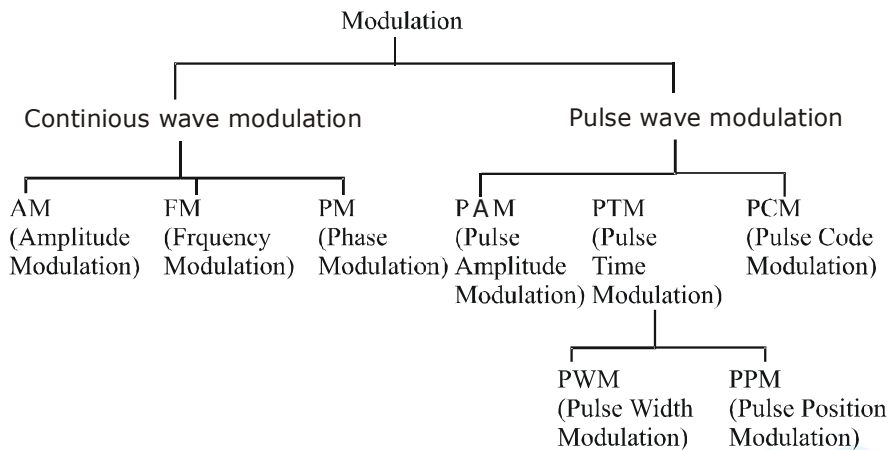 Modulation
Continious wave modulation
Pulse wave modulation
AM
(Amplitude
Modulation)
FM
(Frquency
Modulation)
PM
(Phase
Modulation)
PAM
(Pulse
Amplitude
Modulation)
PTM
(Pulse
Time
Modulation)
PCM
(Pulse Code
Modulation)
PWM
(Pulse Width
Modulation)
PPM
(Pulse Position
Modulation)